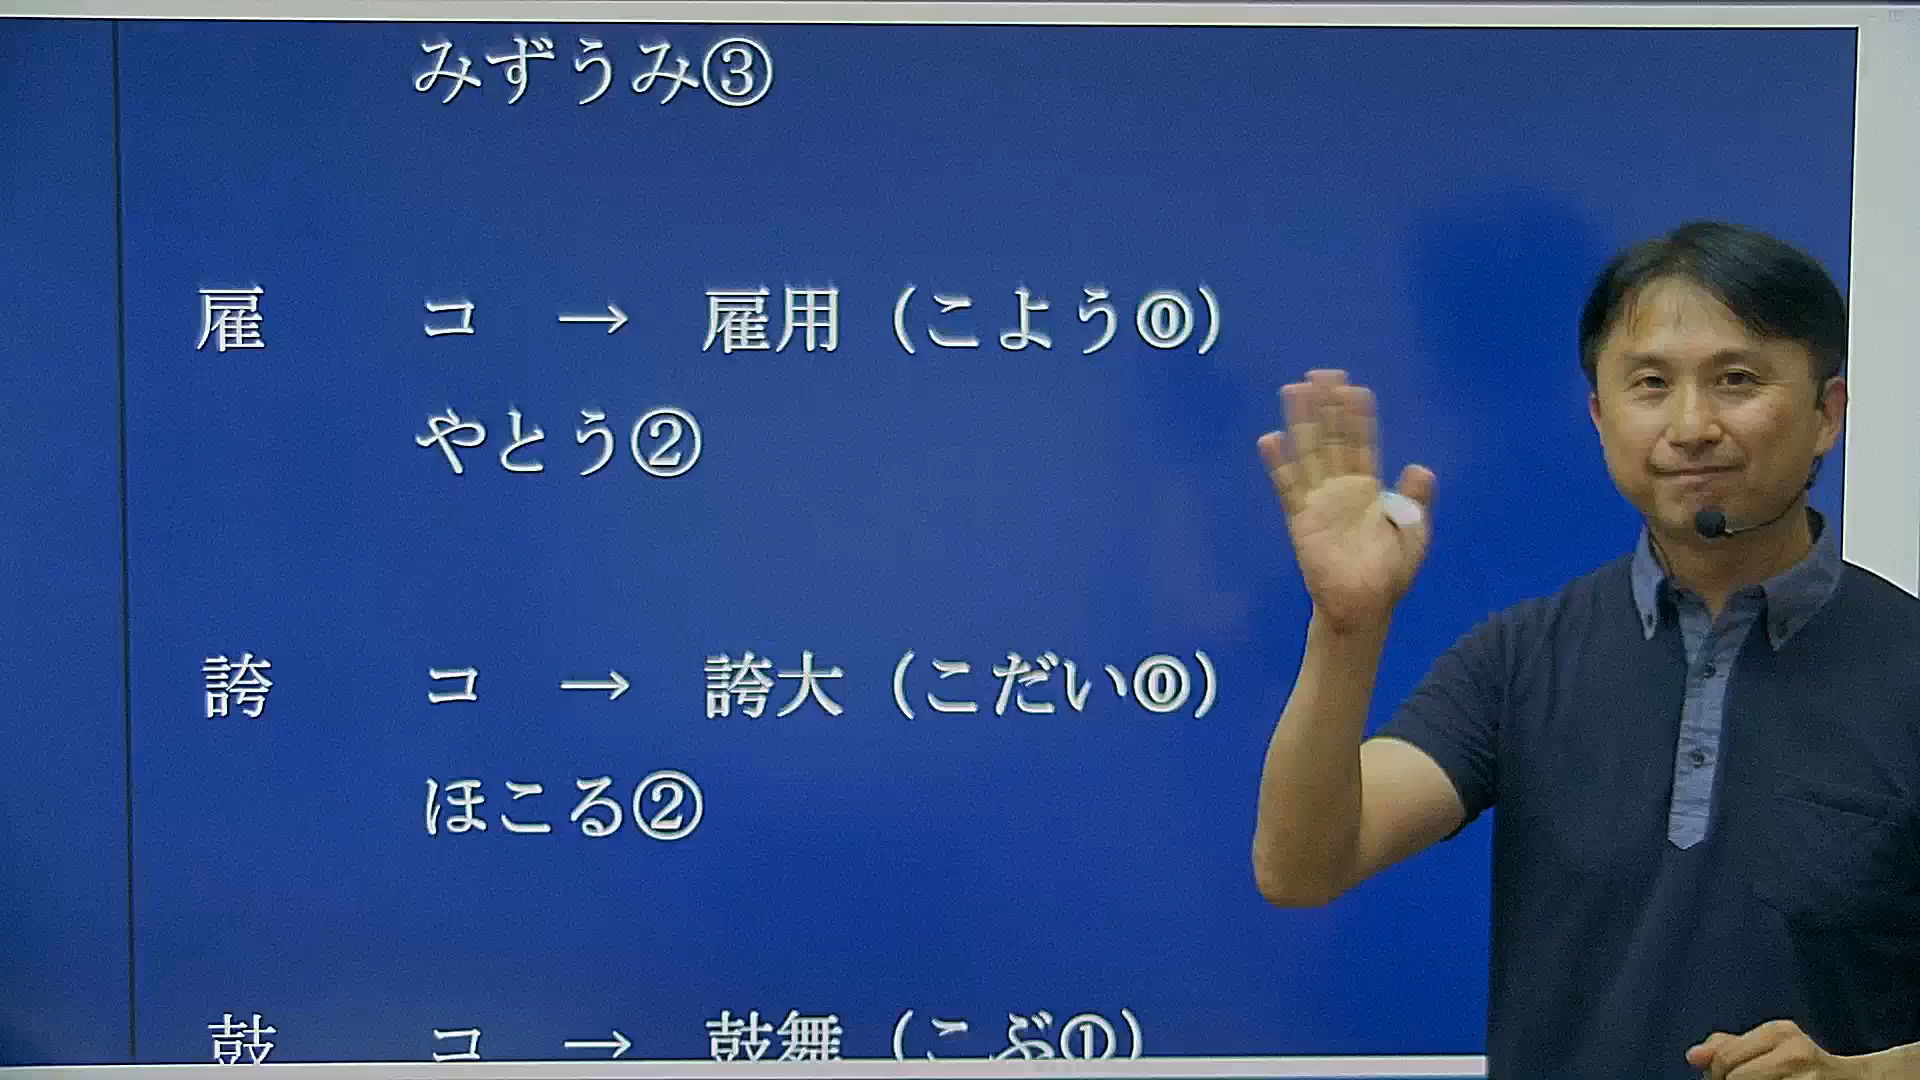 みずうみ③
雇 コ → 雇用（こよう⓪）
やとう②
誇 コ → 誇大（こだい⓪）
ほこる②
鼓 コ → 鼓舞（こぶ①）